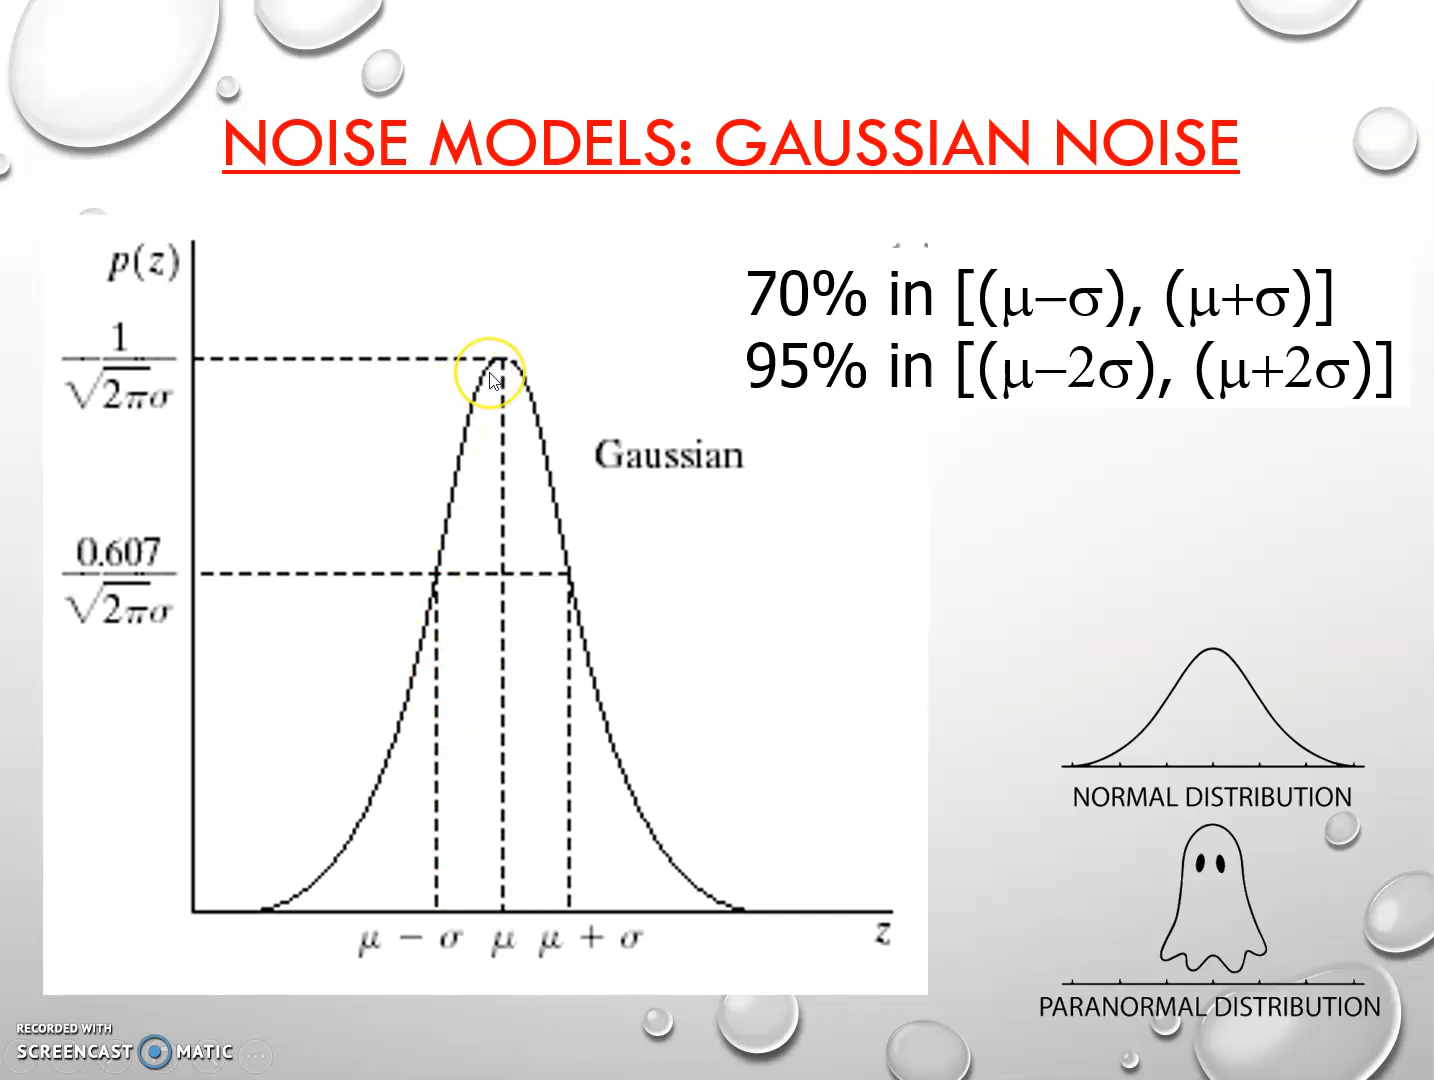 NOISE MODELS: GAUSSIAN NOISE
p(z)
70% in [(μ−σ), (μ+σ)]
95% in [(μ−2σ), (μ+2σ)]
1
√2πσ
Gaussian
0.607
√2πσ
μ − σ μ μ + σ z
NORMAL DISTRIBUTION
PARANORMAL DISTRIBUTION
RECORDED WITH
SCREENCAST MATIC